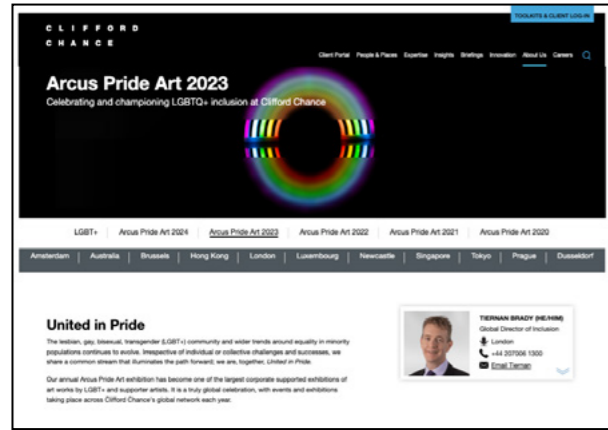 TOOLKITS & CLIENT LOG-IN
CLIFFORD
CHANCE
Client Portal People & Places Expertise Insights Briefings Innovation About Us Careers
Arcus Pride Art 2023
Celebrating and championing LGBTQ+ inclusion at Clifford Chance
LGBT+ Arcus Pride Art 2024 Arcus Pride Art 2023 Arcus Pride Art 2022 Arcus Pride Art 2021 Arcus Pride Art 2020
Amsterdam Australia Brussels Hong Kong London Luxembourg Newcastle Singapore Tokyo Prague Dusseldorf
United in Pride
The lesbian, gay, bisexual, transgender (LGBT+) community and wider trends around equality in minority
populations continues to evolve. Irrespective of individual or collective challenges and successes, we
share a common stream that illuminates the path forward; we are, together, United in Pride.
Our annual Arcus Pride Art exhibition has become one of the largest corporate supported exhibitions of
art works by LGBT+ and supporter artists. It is a truly global celebration, with events and exhibitions
taking place across Clifford Chance's global network each year.
TIERNAN BRADY (HE/HIM)
Global Director of Inclusion
London
+44 207006 1300
Email Tiernan